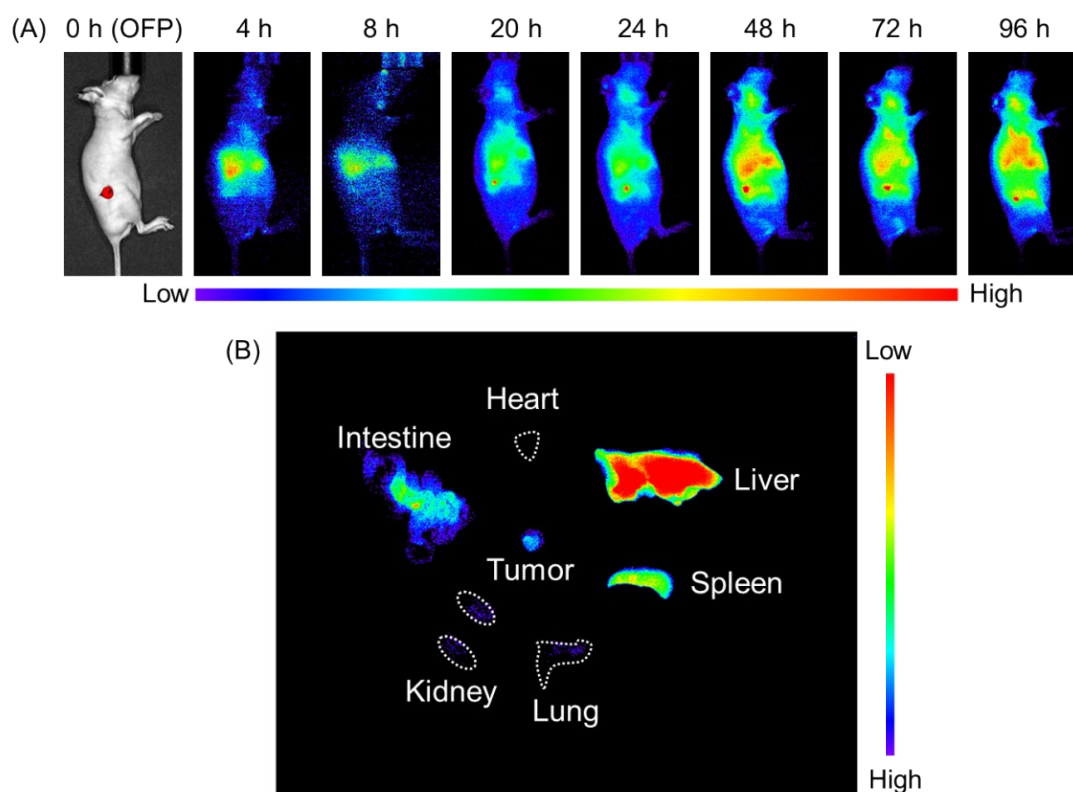 (A) 0 h (OFP) 4 h 8 h 20 h 24 h 48 h 72 h 96 h
Low High
(B)
Low
Heart
Intestine
Liver
Tumor
Spleen
Kidney
Lung
High